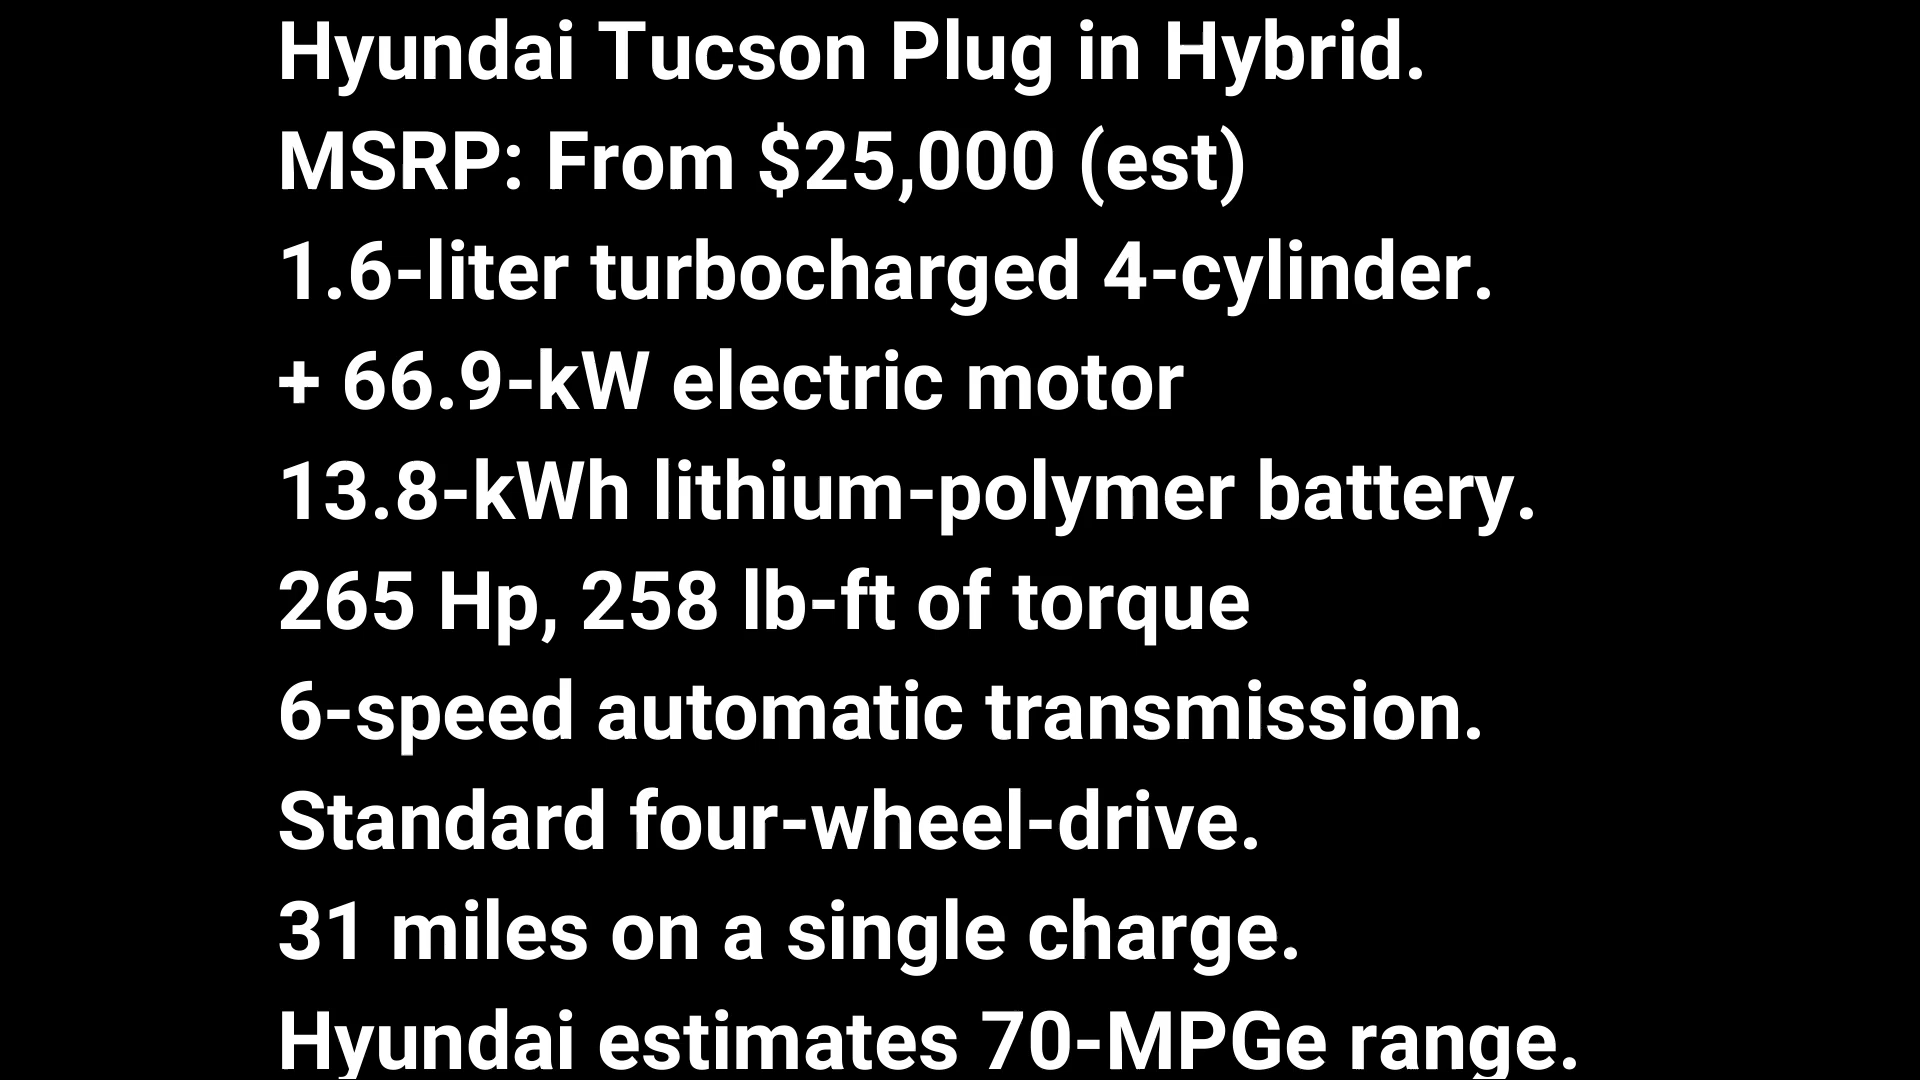 Hyundai Tucson Plug in Hybrid.
MSRP: From $25,000 (est)
1.6-liter turbocharged 4-cylinder.
+ 66.9-kW electric motor
13.8-kWh lithium-polymer battery.
265 Hp, 258 lb-ft of torque
6-speed automatic transmission.
Standard four-wheel-drive.
31 miles on a single charge.
Hyundai estimates 70-MPGe range.